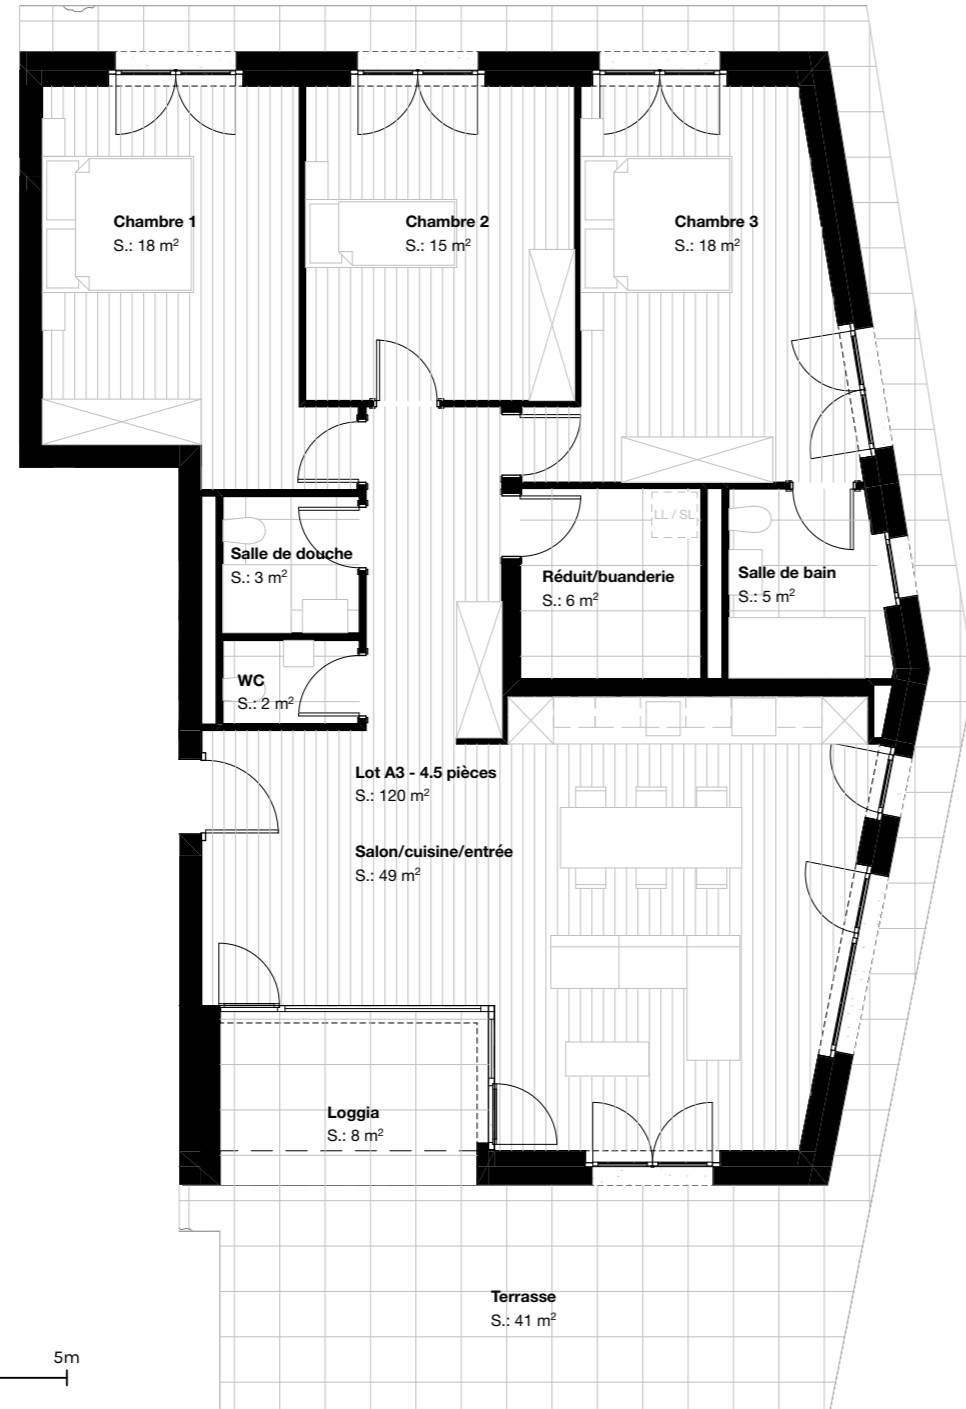 Chambre 1
S.: 18 m²
Chambre 2
S.: 15 m²
Chambre 3
S.: 18 m²
LL / SL
Salle de douche
S.: 3 m²
Réduit/buanderie
S.: 6 m²
Salle de bain
S.: 5 m²
WC
S.: 2 m²
Lot A3 - 4.5 pièces
S.: 120 m²
Salon/cuisine/entrée
S.: 49 m²
Loggia
S.: 8 m²
Terrasse
S.: 41 m²
5m